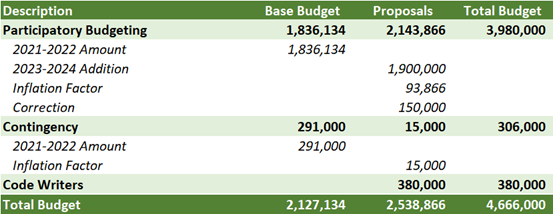 Description Base Budget Proposals Total Budget
Participatory Budgeting 1,836,134 2,143,866 3,980,000
2021-2022 Amount 1,836,134
2023-2024 Addition 1,900,000
Inflation Factor 93,866
Correction 150,000
Contingency 291,000 15,000 306,000
2021-2022 Amount 291,000
Inflation Factor 15,000
Code Writers 380,000 380,000
Total Budget 2,127,134 2,538,866 4,666,000